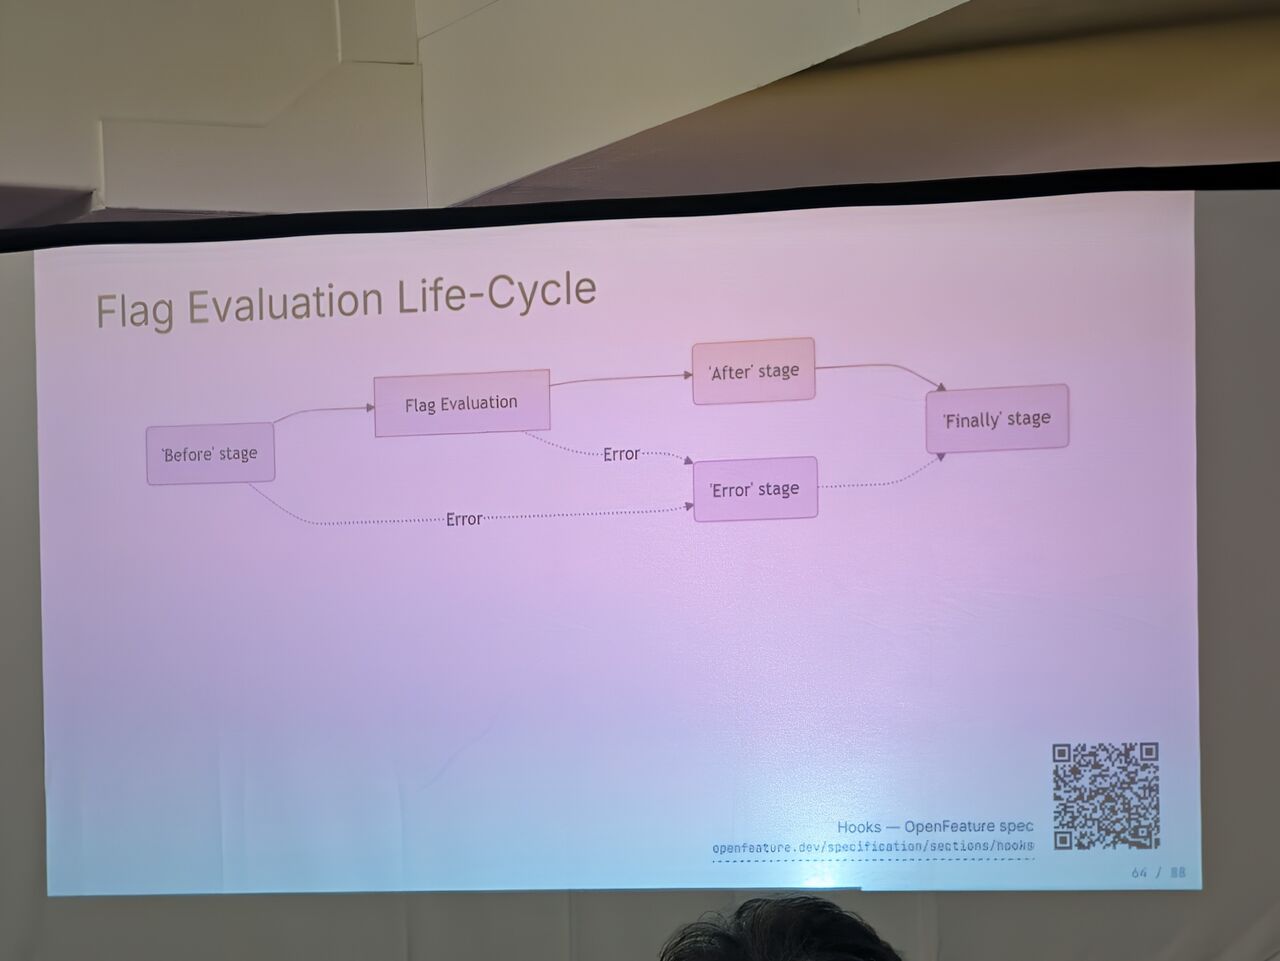 Flag Evaluation Life-Cycle
'Before' stage
Flag Evaluation
'After' stage
'Finally' stage
Error
'Error' stage
Error
Hooks — OpenFeature spec
openfeature.dev/specification/sections/hooks
64 / 88